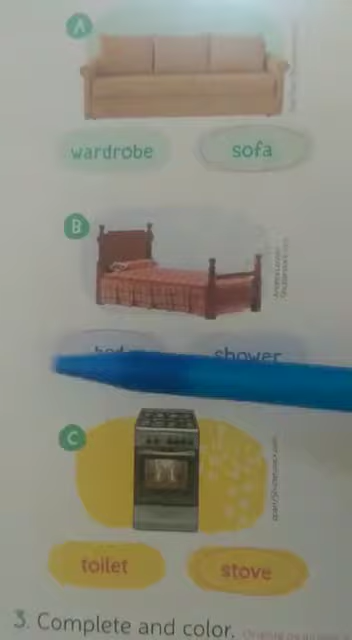 A
wardrobe sofa
B
shower
C
toilet stove
3. Complete and color.